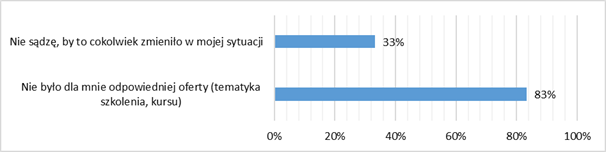 Nie sądzę, by to cokolwiek zmieniło w mojej sytuacji
33%
Nie było dla mnie odpowiedniej oferty (tematyka
szkolenia, kursu)
83%
0% 20% 40% 60% 80% 100%